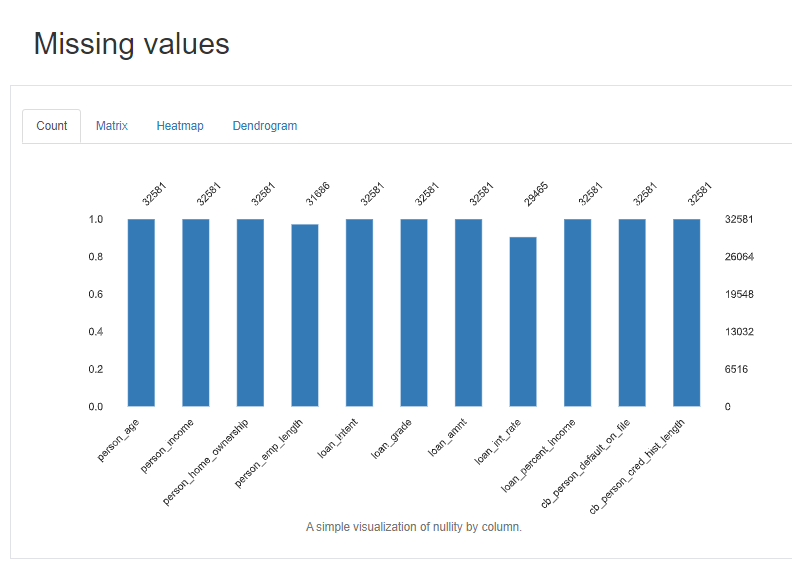 Missing values
Count Matrix Heatmap Dendrogram
32581 32581 32581 31686 32581 32581 32581 29465 32581 32581 32581
1.0 32581
0.8 26064
0.6 19548
0.4 13032
0.2 6516
0.0 0
person_age person_income person_home_ownership person_emp_length loan_intent loan_grade loan_amnt loan_int_rate loan_percent_income cb_person_default_on_file cb_person_cred_hist_length
A simple visualization of nullity by column.